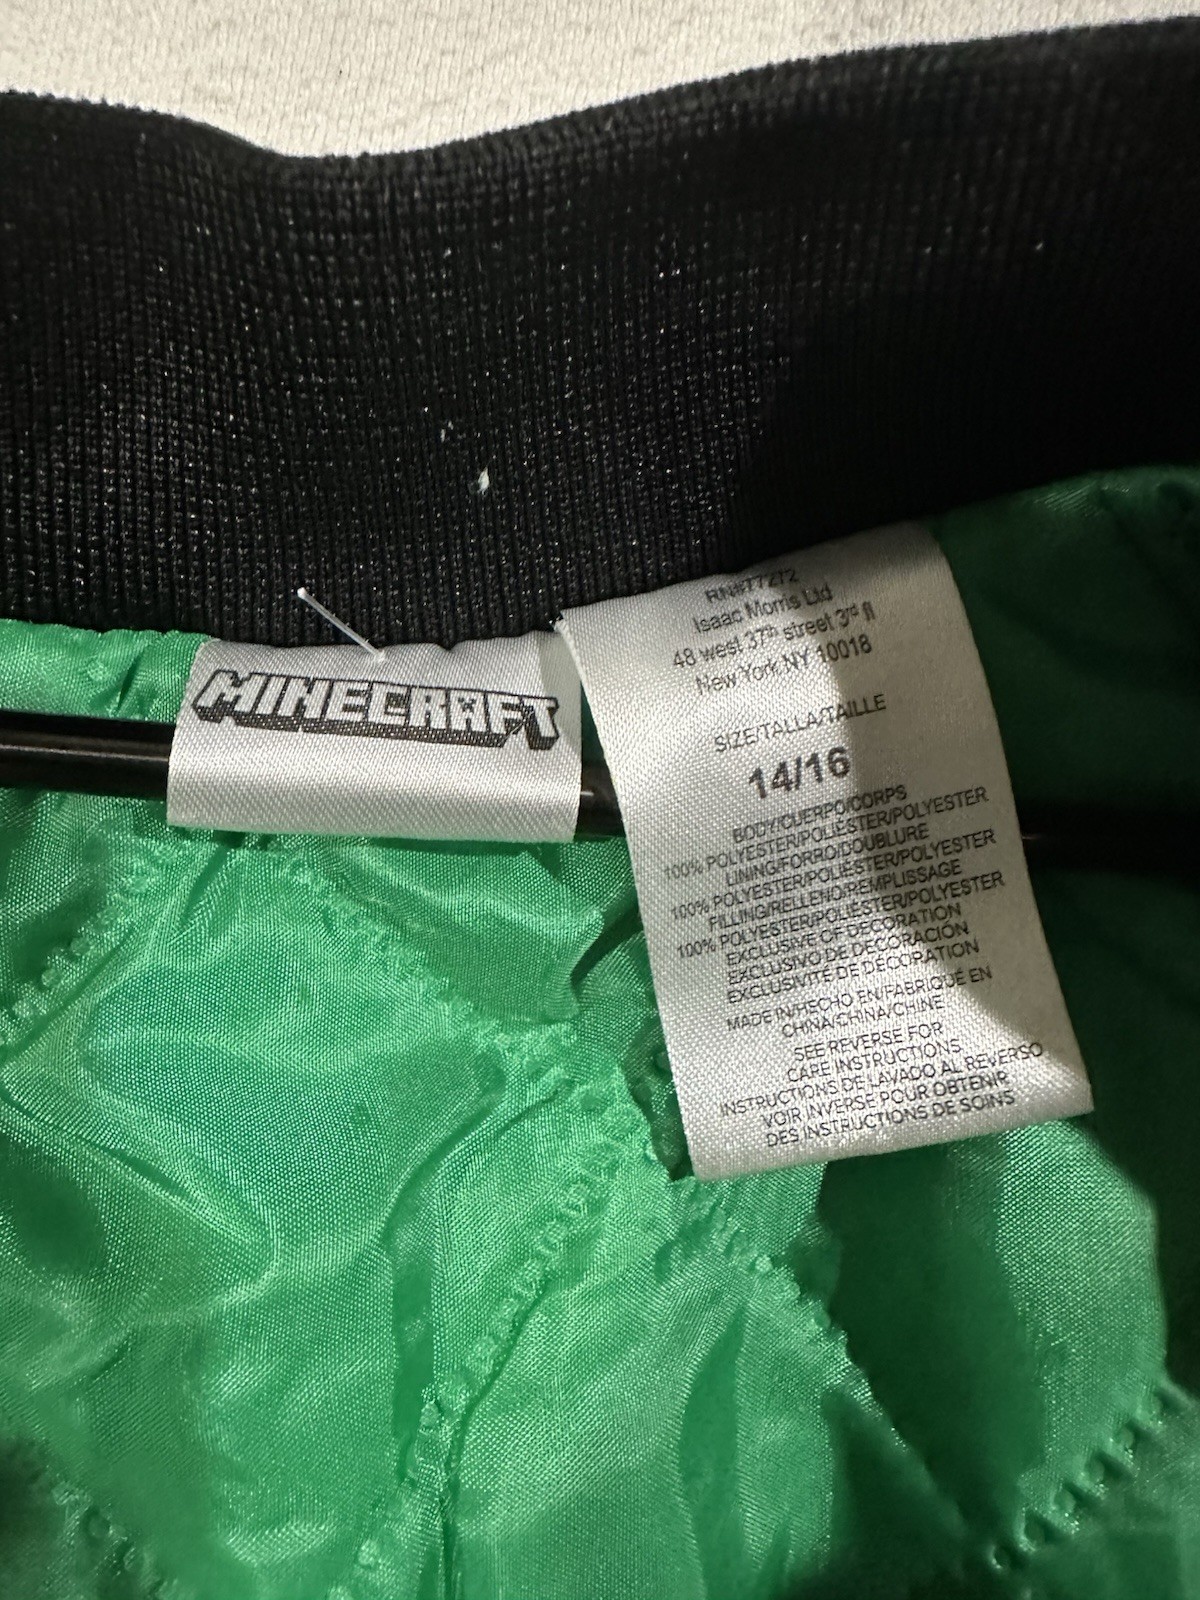 MINECRAFT
RN#77272
Isaac Morris Ltd
48 west 37th street 3rd fl
New York NY 10018
SIZE/TALLA/TAILLE
14/16
BODY/CUERPO/CORPS
100% POLYESTER/POLIÉSTER/POLYESTER
LINING/FORRO/DOUBLURE
100% POLYESTER/POLIÉSTER/POLYESTER
FILLING/RELLENO/REMPLISSAGE
100% POLYESTER/POLIÉSTER/POLYESTER
EXCLUSIVE OF DECORATION
EXCLUSIVO DE DECORACIÓN
EXCLUSIVITÉ DE DÉCORATION
MADE IN/HECHO EN/FABRIQUÉ EN
CHINA/CHINA/CHINE
SEE REVERSE FOR
CARE INSTRUCTIONS
INSTRUCTIONS DE LAVADO AL REVERSO
VOIR INVERSE POUR OBTENIR
DES INSTRUCTIONS DE SOINS